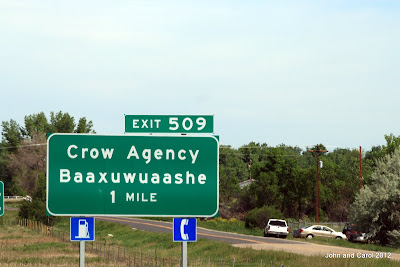 EXIT 509
Crow Agency
Baaxuwuaashe
1 MILE
John and Carol 2012